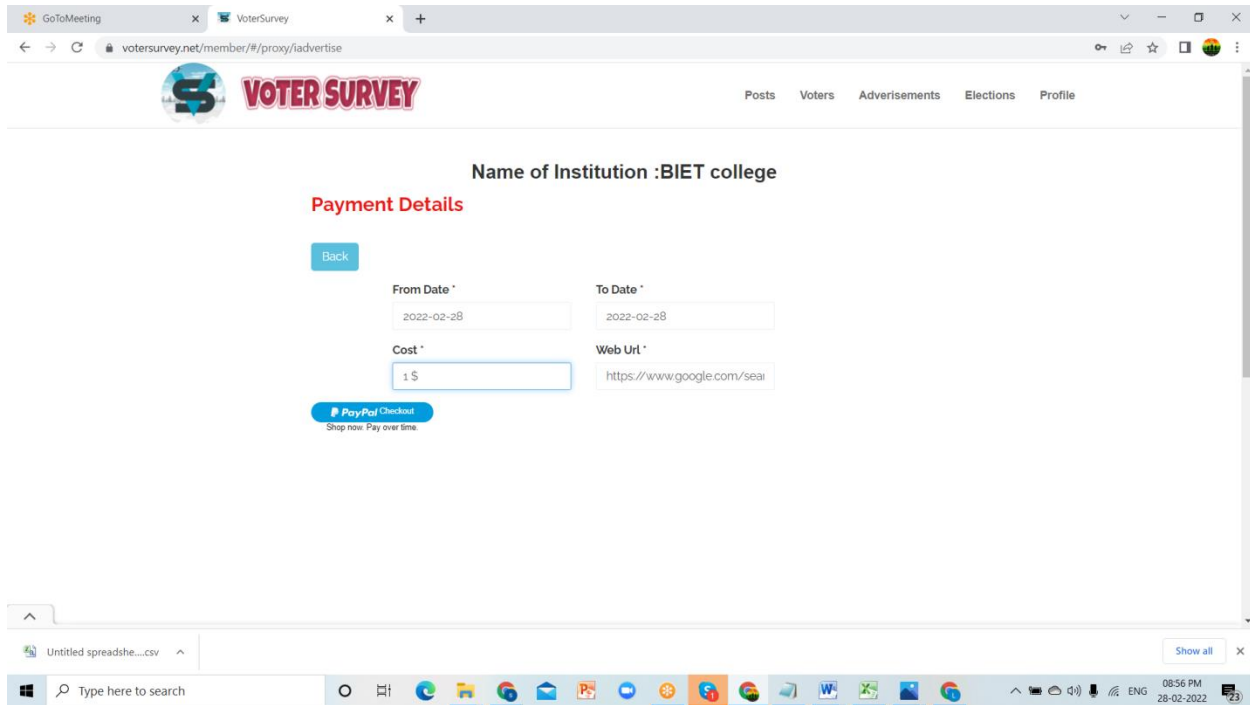 GoToMeeting
VoterSurvey
votersurvey.net/member/#/proxy/iadvertise
VOTER SURVEY
Posts Voters Adverisements Elections Profile
Name of Institution :BIET college
Payment Details
Back
From Date * To Date *
2022-02-28 2022-02-28
Cost * Web Url *
1 $ https://www.google.com/sear
PayPal Checkout
Shop now. Pay over time.
Untitled spreadshe....csv
Show all
Type here to search
ENG
08:56 PM
28-02-2022
23